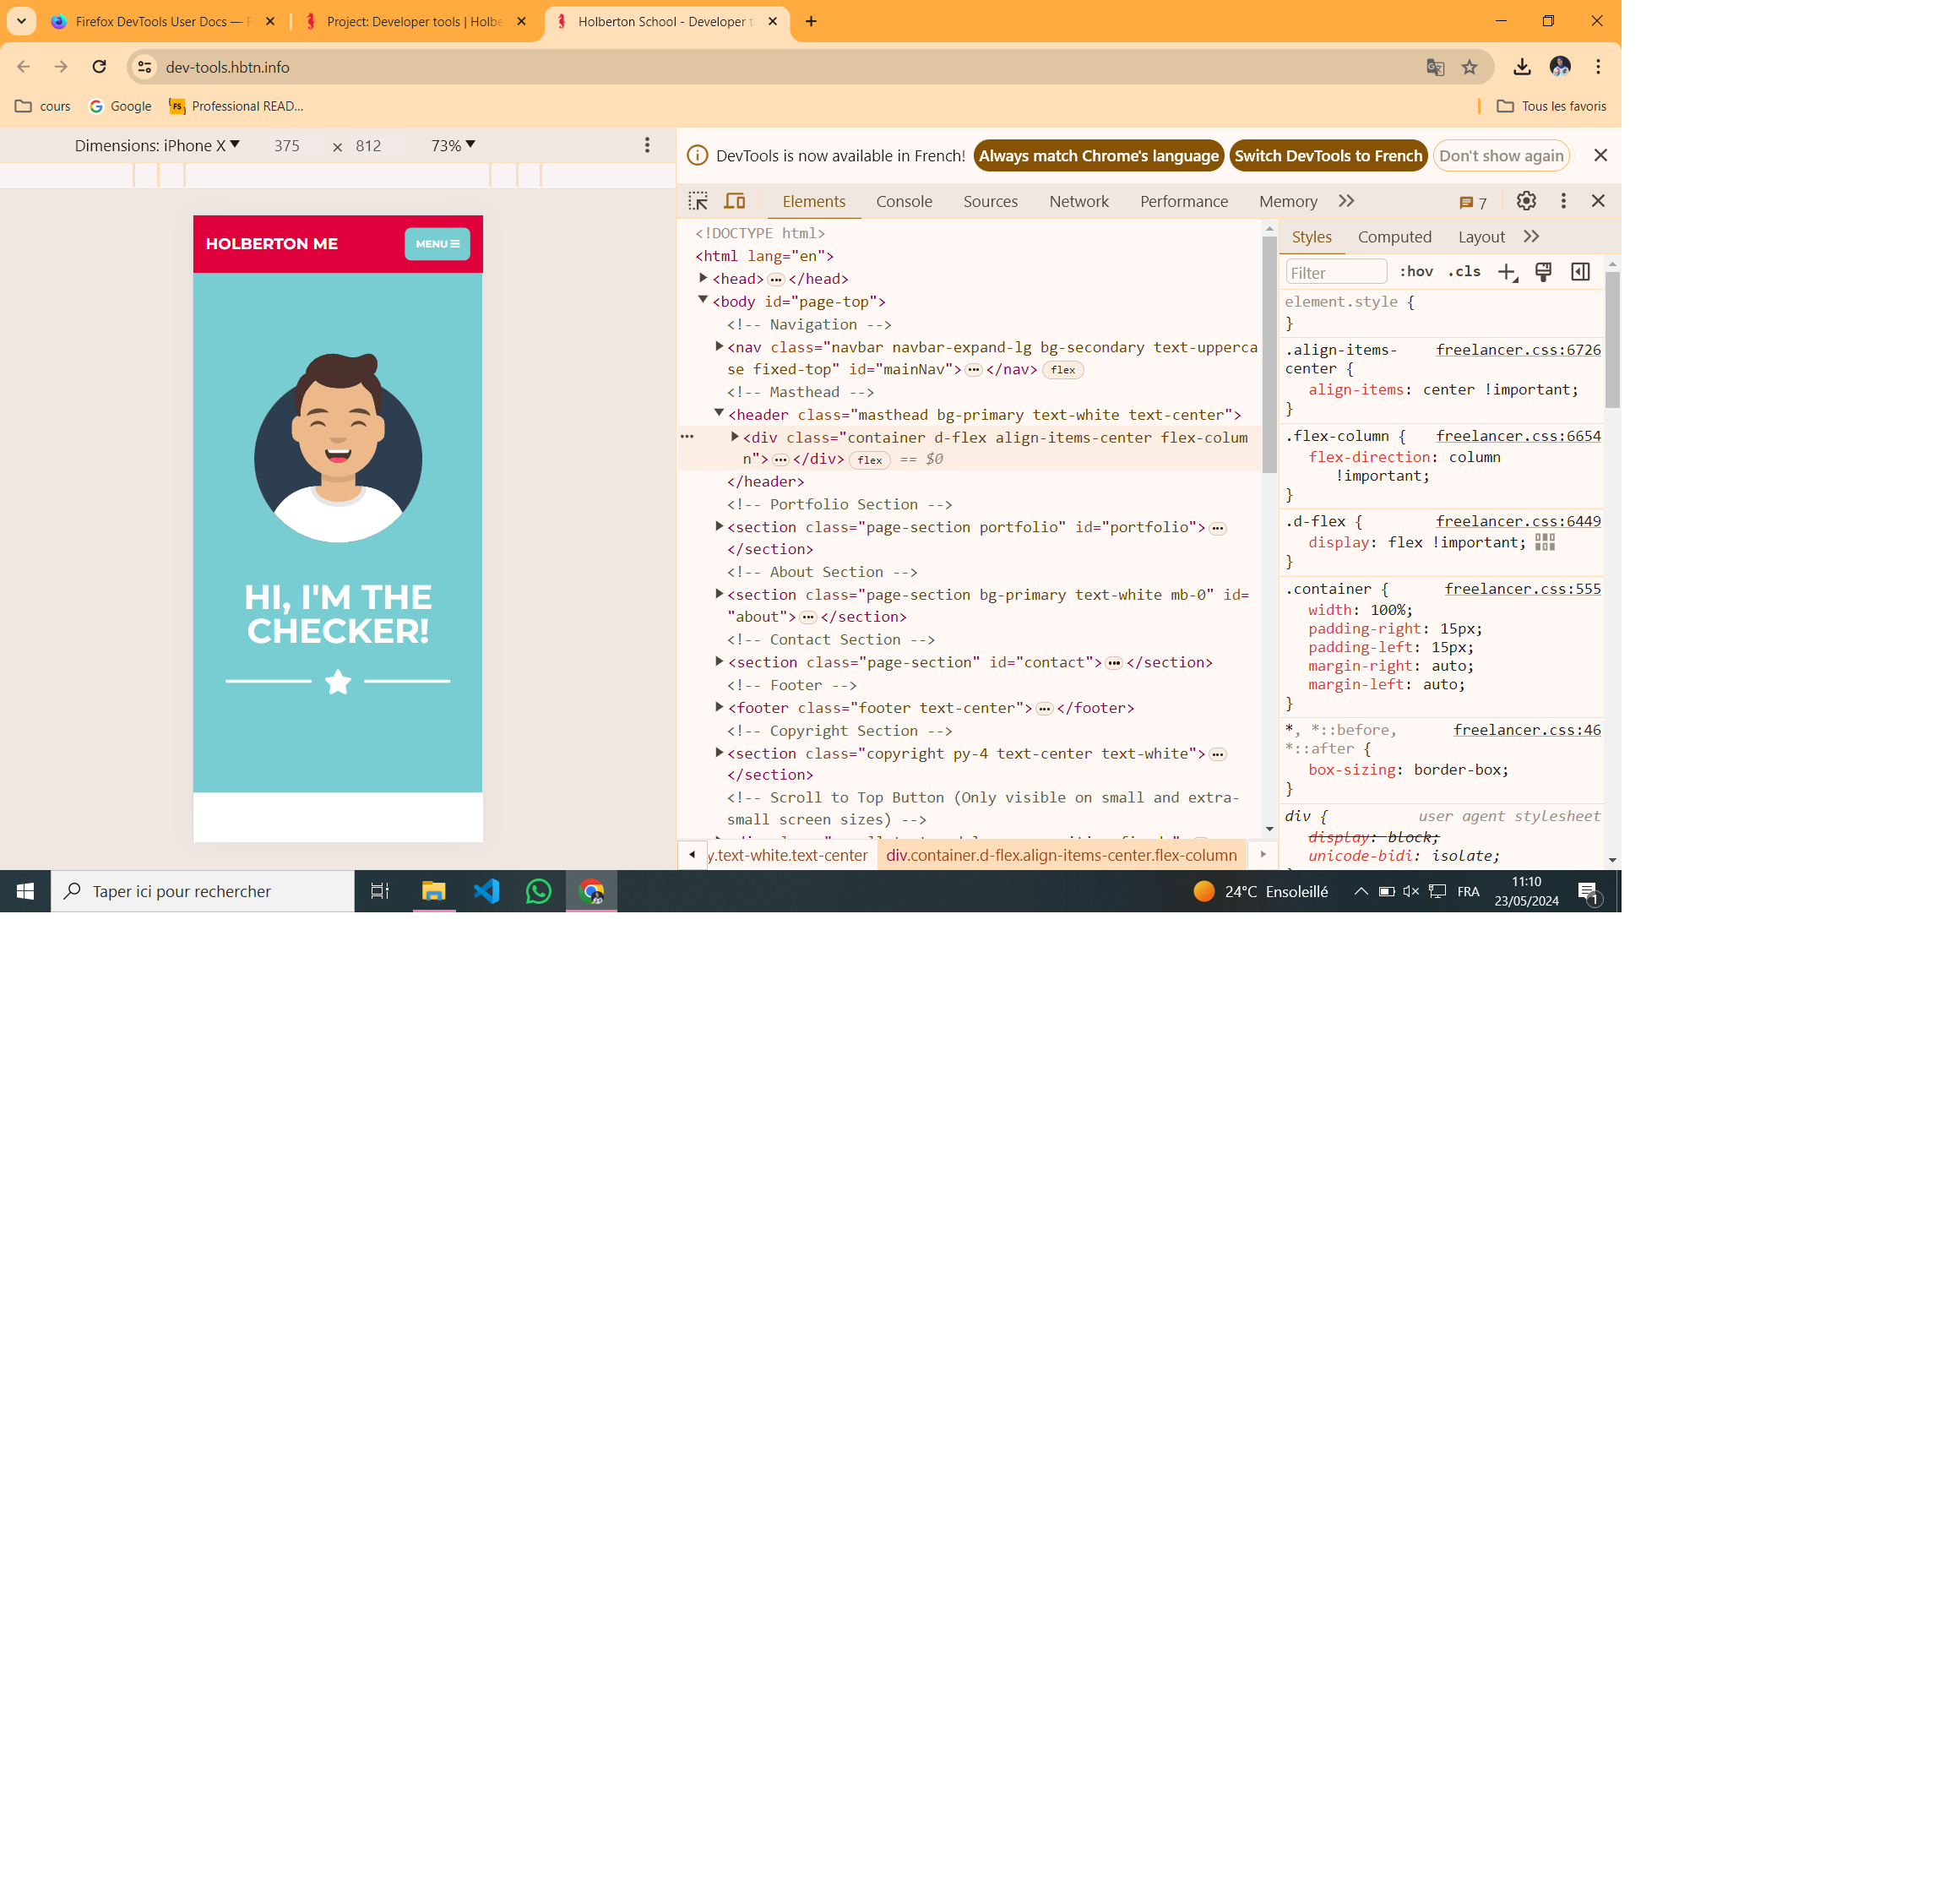 Firefox DevTools User Docs — F
Project: Developer tools | Holbe
Holberton School - Developer t
dev-tools.hbtn.info
cours
Google
Professional READ...
Tous les favoris
Dimensions: iPhone X 375 × 812 73%
DevTools is now available in French! Always match Chrome's language Switch DevTools to French Don't show again
Elements Console Sources Network Performance Memory 7
HOLBERTON ME
MENU
HI, I'M THE
CHECKER!
<!DOCTYPE html>
<html lang="en">
<head> ••• </head>
<body id="page-top">
<!-- Navigation -->
<nav class="navbar navbar-expand-lg bg-secondary text-upperca
se fixed-top" id="mainNav"> ••• </nav> flex
<!-- Masthead -->
<header class="masthead bg-primary text-white text-center">
••• <div class="container d-flex align-items-center flex-colum
n"> ••• </div> flex == $0
</header>
<!-- Portfolio Section -->
<section class="page-section portfolio" id="portfolio"> •••
</section>
<!-- About Section -->
<section class="page-section bg-primary text-white mb-0" id=
"about"> ••• </section>
<!-- Contact Section -->
<section class="page-section" id="contact"> ••• </section>
<!-- Footer -->
<footer class="footer text-center"> ••• </footer>
<!-- Copyright Section -->
<section class="copyright py-4 text-center text-white"> •••
</section>
<!-- Scroll to Top Button (Only visible on small and extra-
small screen sizes) -->
y.text-white.text-center div.container.d-flex.align-items-center.flex-column
Styles Computed Layout
Filter :hov .cls
element.style {
}
.align-items- freelancer.css:6726
center {
align-items: center !important;
}
.flex-column { freelancer.css:6654
flex-direction: column
!important;
}
.d-flex { freelancer.css:6449
display: flex !important;
}
.container { freelancer.css:555
width: 100%;
padding-right: 15px;
padding-left: 15px;
margin-right: auto;
margin-left: auto;
}
*, *::before, freelancer.css:46
*::after {
box-sizing: border-box;
}
div { user agent stylesheet
display: block;
unicode-bidi: isolate;
Taper ici pour rechercher
24°C Ensoleillé
FRA
11:10
23/05/2024
1